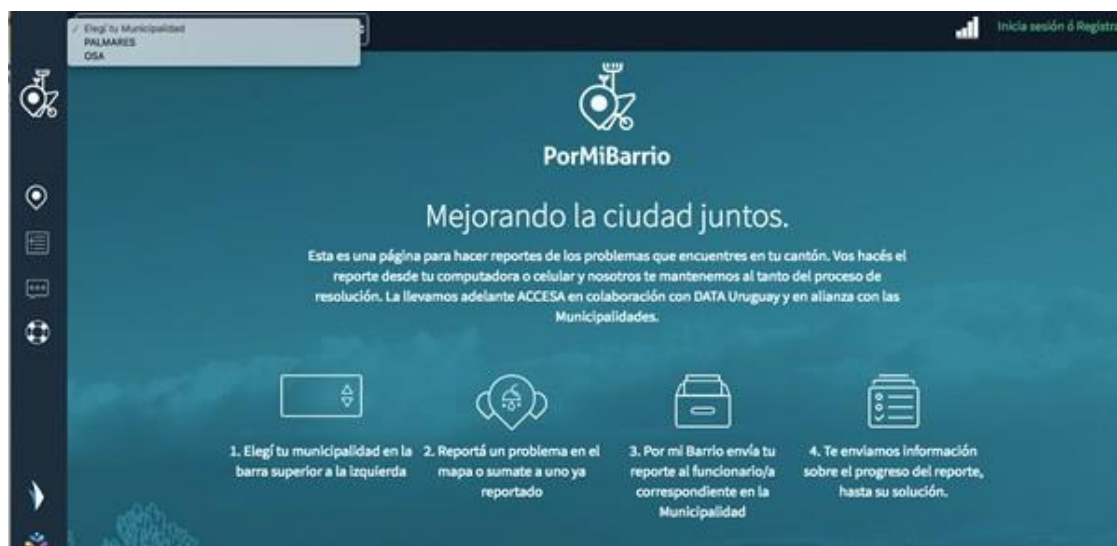 ✓ Elegí tu Municipalidad
PALMARES
OSA
Inicia sesión ó Registra
PorMiBarrio
Mejorando la ciudad juntos.
Esta es una página para hacer reportes de los problemas que encuentres en tu cantón. Vos hacés el
reporte desde tu computadora o celular y nosotros te mantenemos al tanto del proceso de
resolución. La llevamos adelante ACCESA en colaboración con DATA Uruguay y en alianza con las
Municipalidades.
1. Elegí tu municipalidad en la
barra superior a la izquierda
2. Reportá un problema en el
mapa o sumate a uno ya
reportado
3. Por mi Barrio envía tu
reporte al funcionario/a
correspondiente en la
Municipalidad
4. Te enviamos información
sobre el progreso del reporte,
hasta su solución.